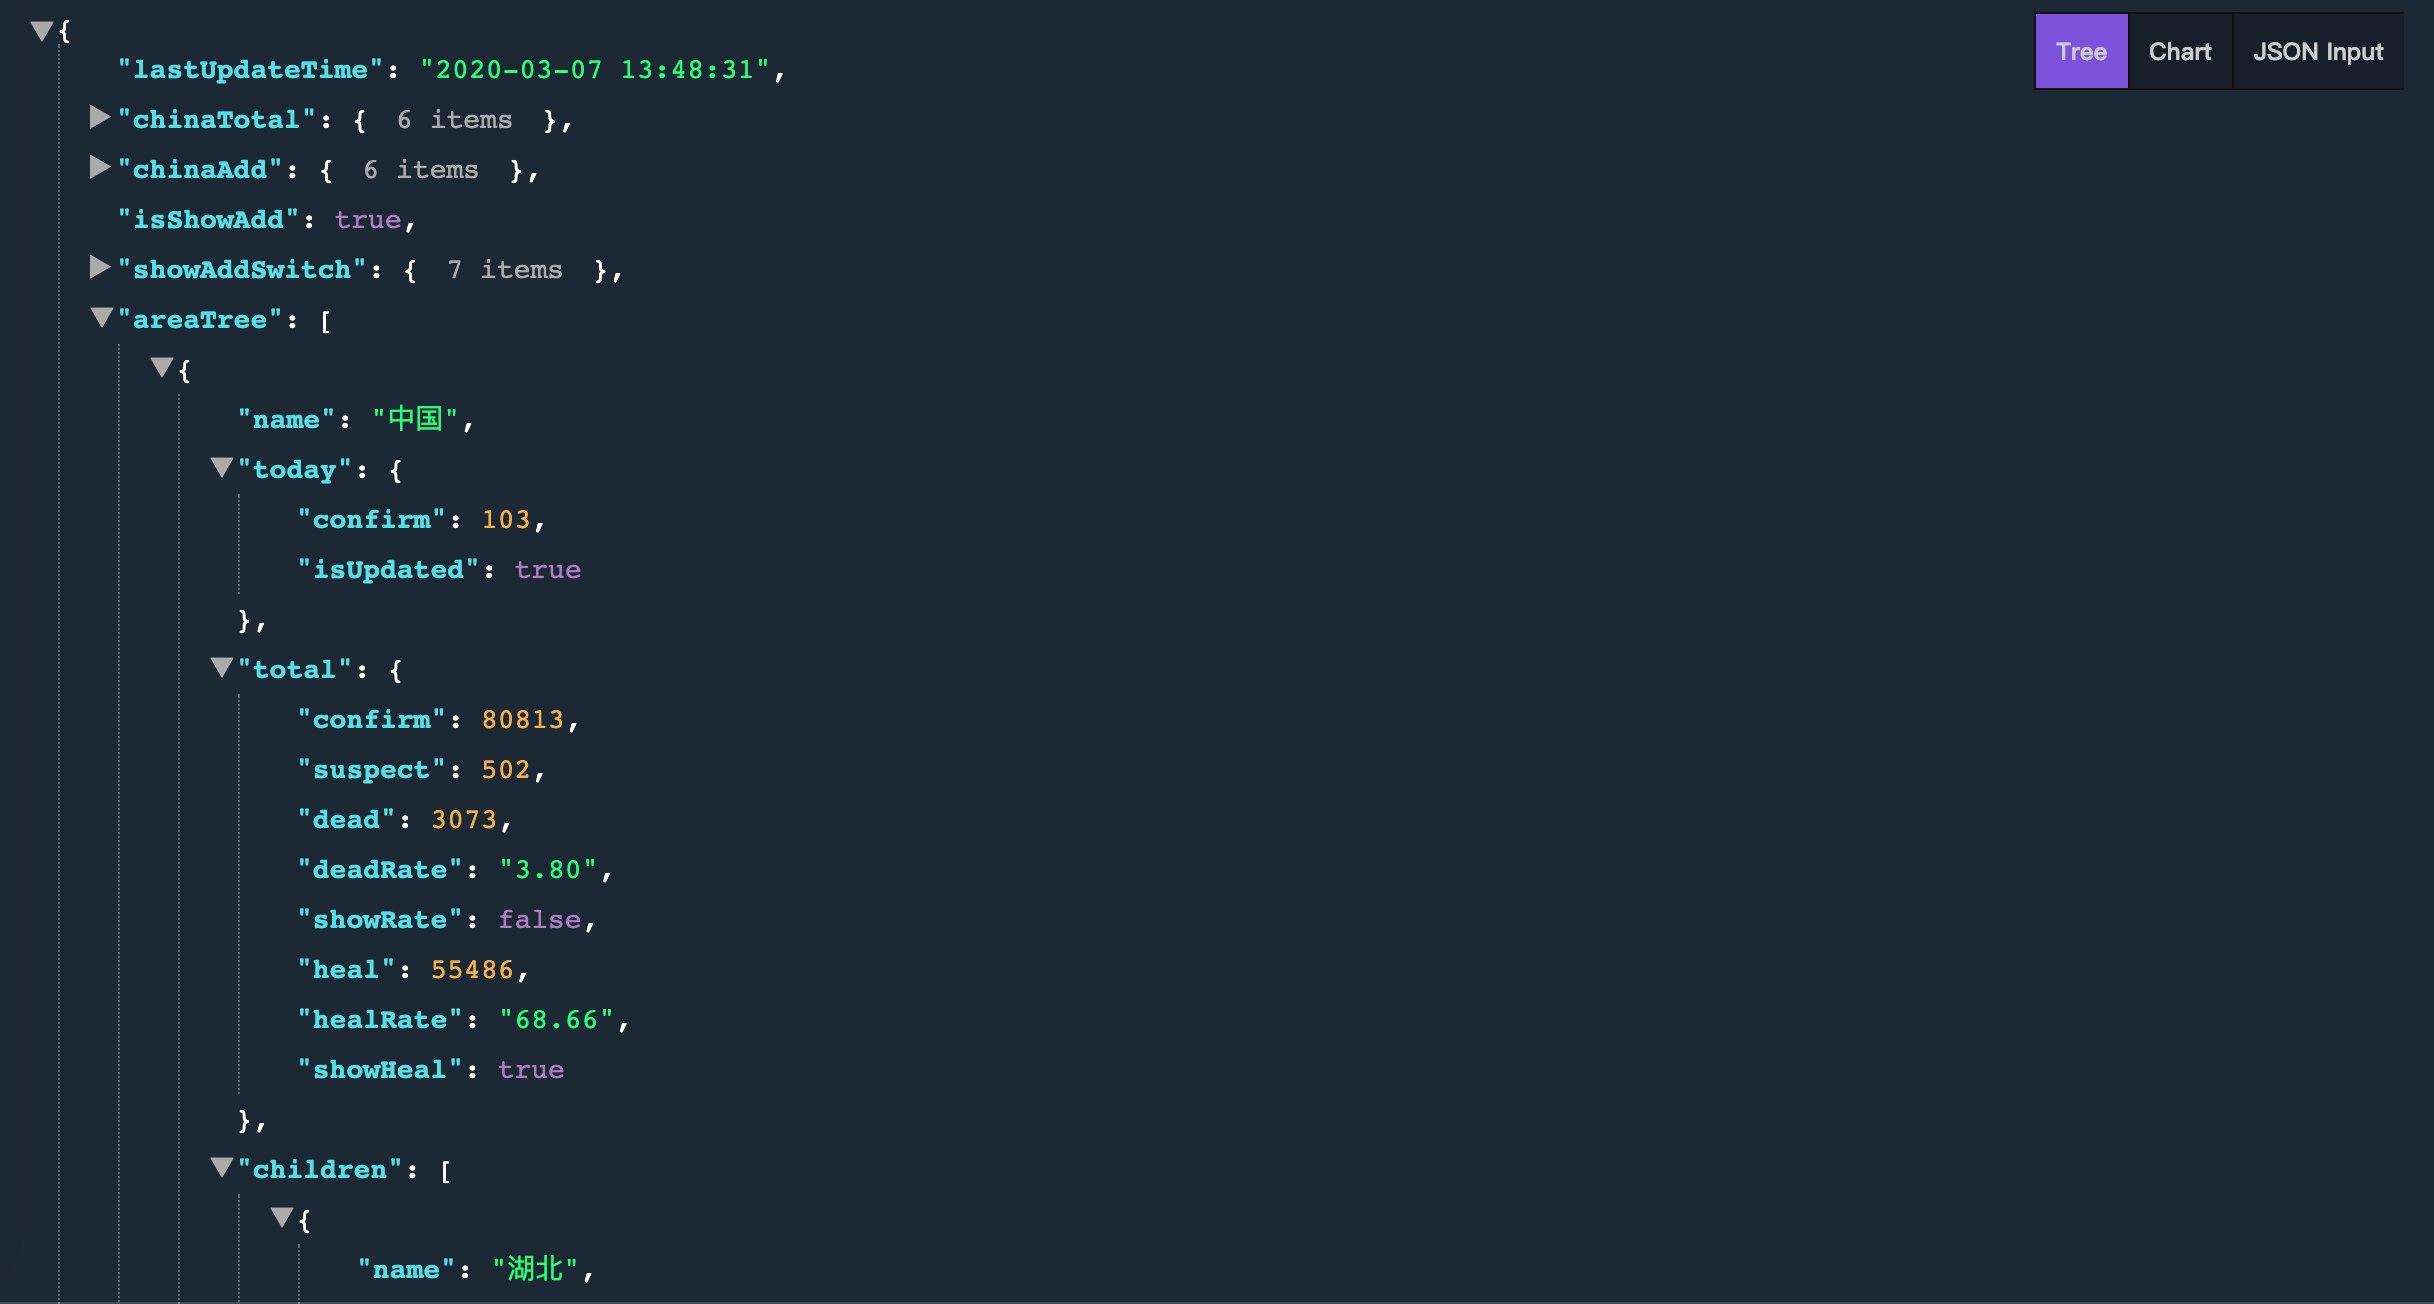 {
Tree Chart JSON Input
"lastUpdateTime": "2020-03-07 13:48:31",
"chinaTotal": { 6 items },
"chinaAdd": { 6 items },
"isShowAdd": true,
"showAddSwitch": { 7 items },
"areaTree": [
{
"name": "中国",
"today": {
"confirm": 103,
"isUpdated": true
},
"total": {
"confirm": 80813,
"suspect": 502,
"dead": 3073,
"deadRate": "3.80",
"showRate": false,
"heal": 55486,
"healRate": "68.66",
"showHeal": true
},
"children": [
{
"name": "湖北",